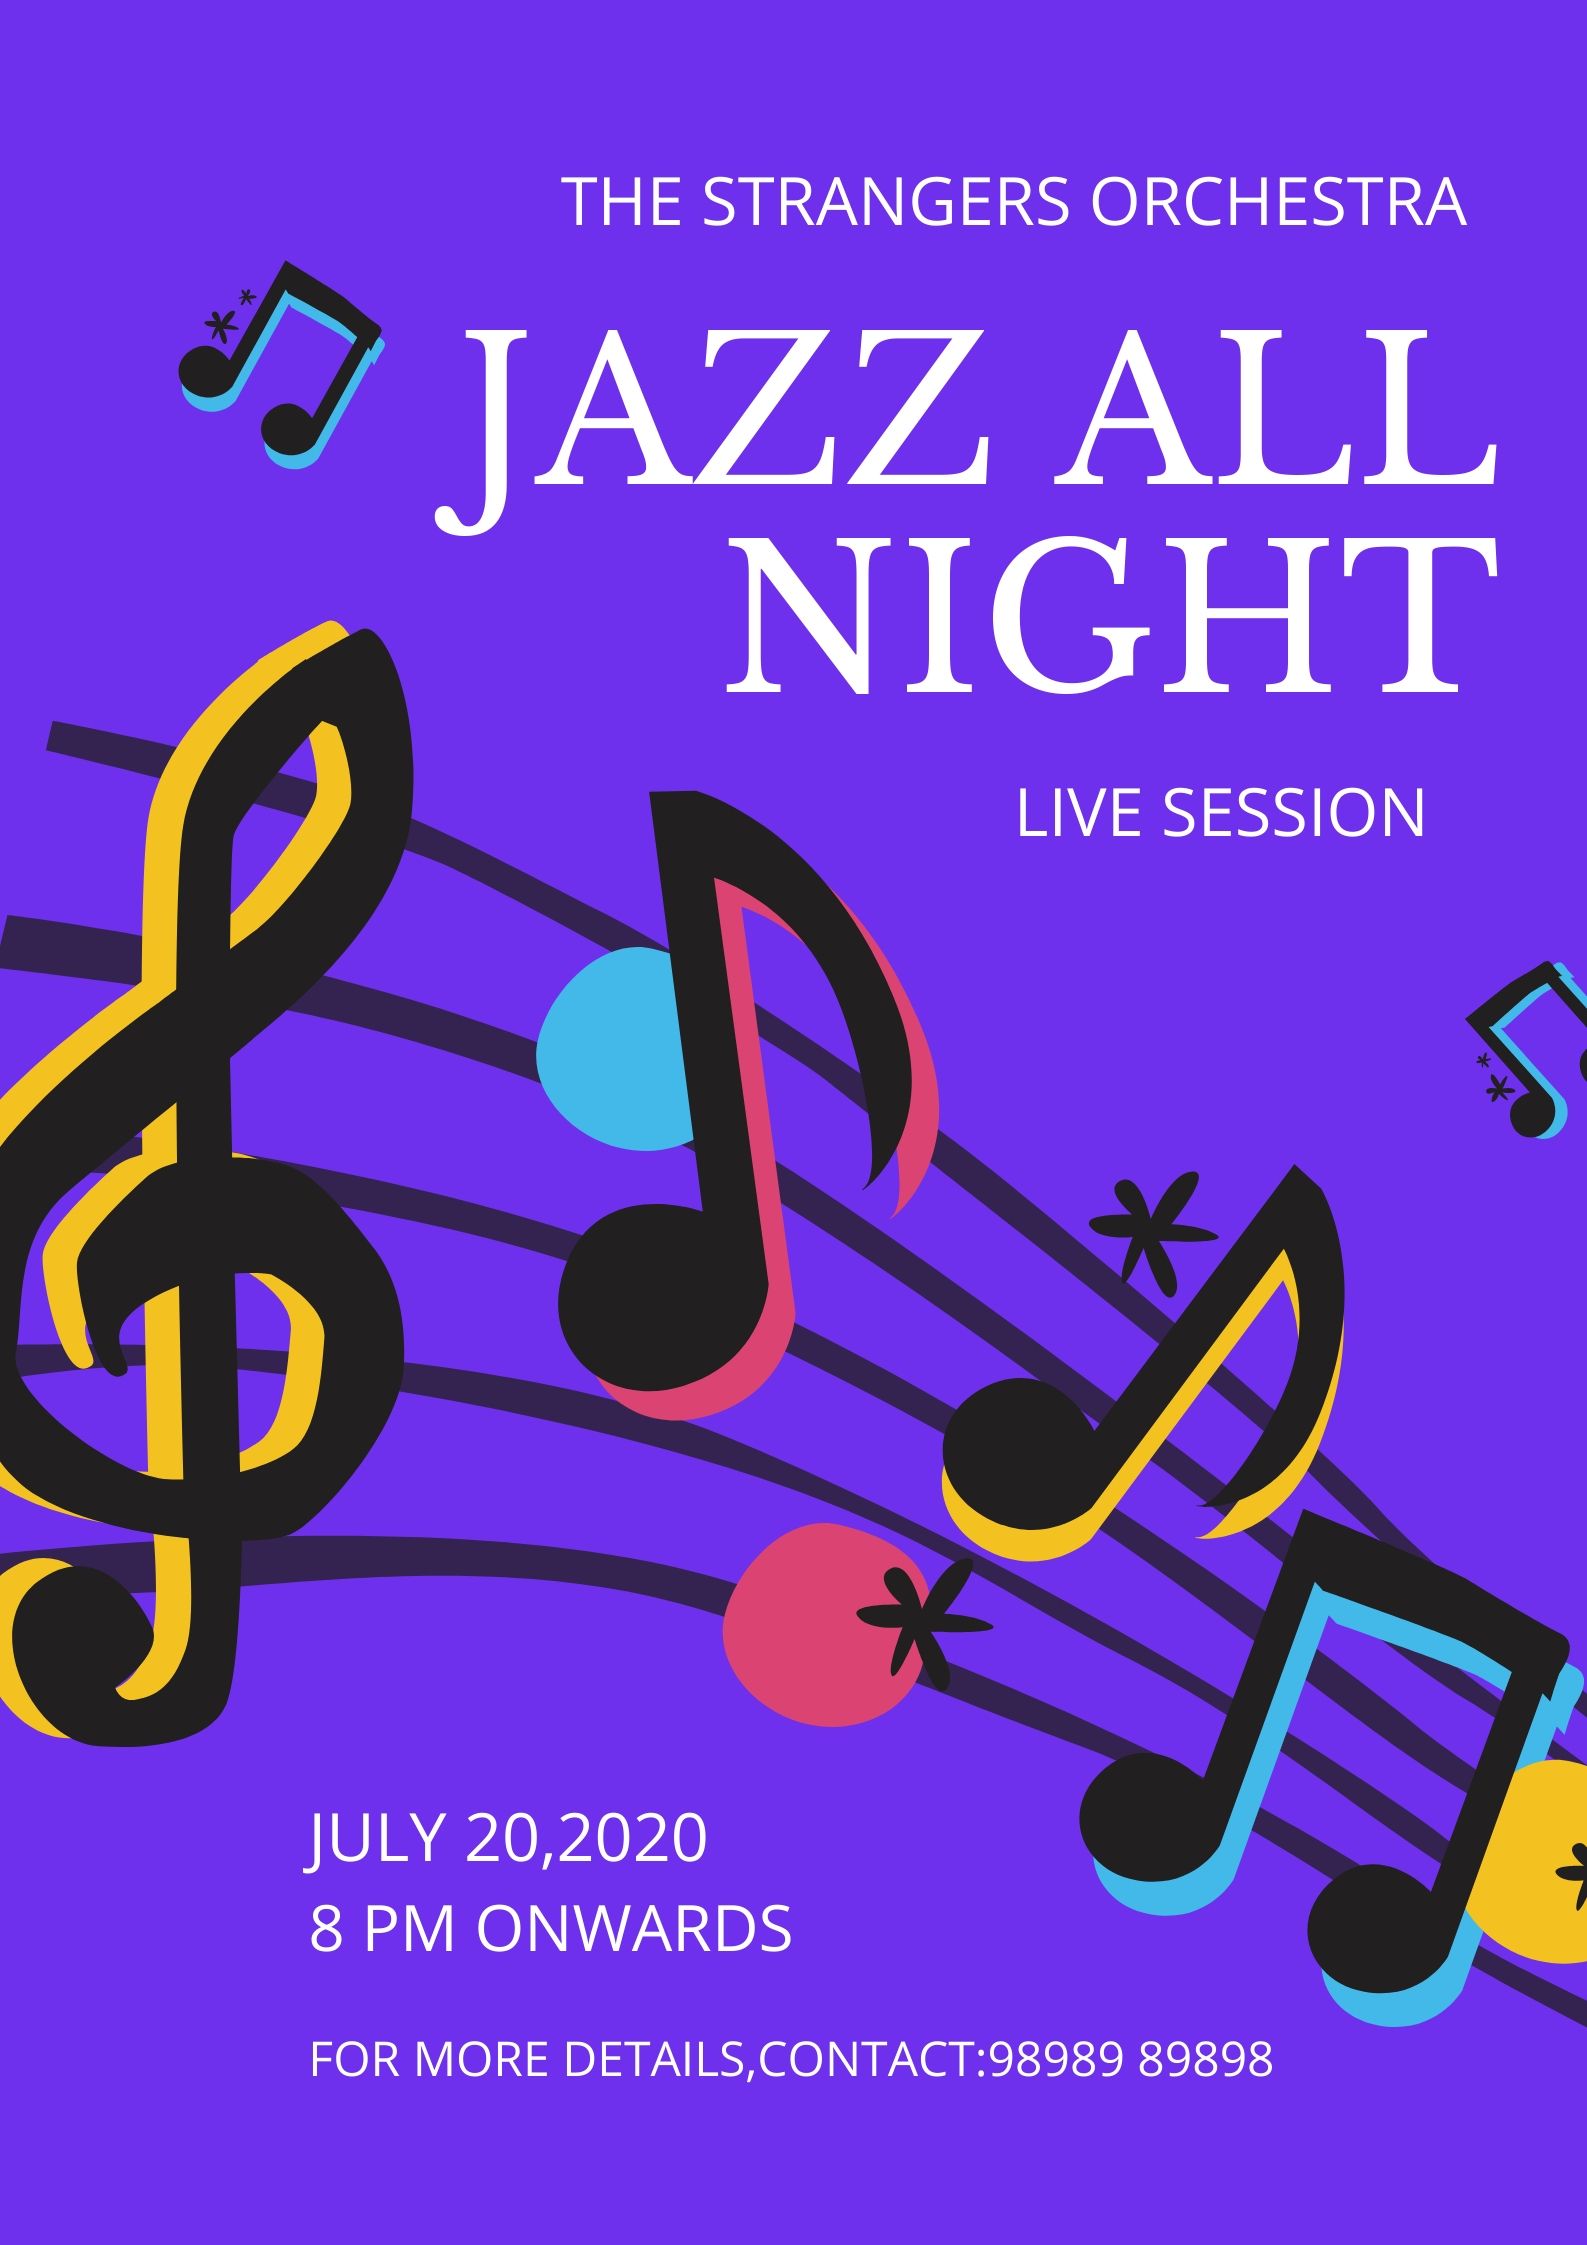 THE STRANGERS ORCHESTRA
JAZZ ALL
NIGHT
LIVE SESSION
JULY 20,2020
8 PM ONWARDS
FOR MORE DETAILS,CONTACT:98989 89898